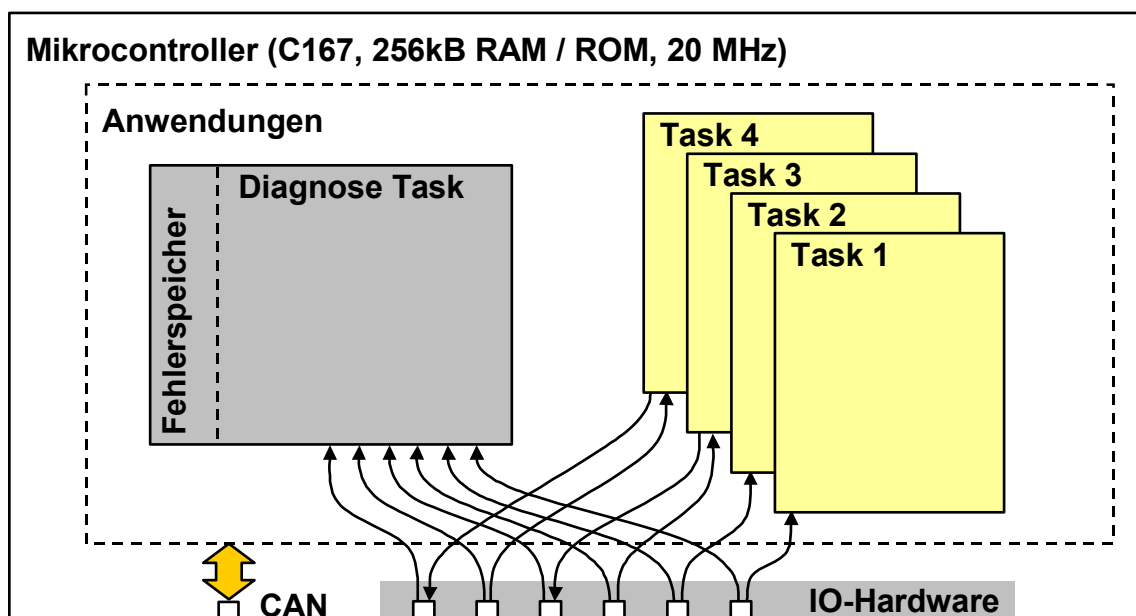 Mikrocontroller (C167, 256kB RAM / ROM, 20 MHz)
Anwendungen
Fehlerspeicher
Diagnose Task
Task 4
Task 3
Task 2
Task 1
CAN
IO-Hardware